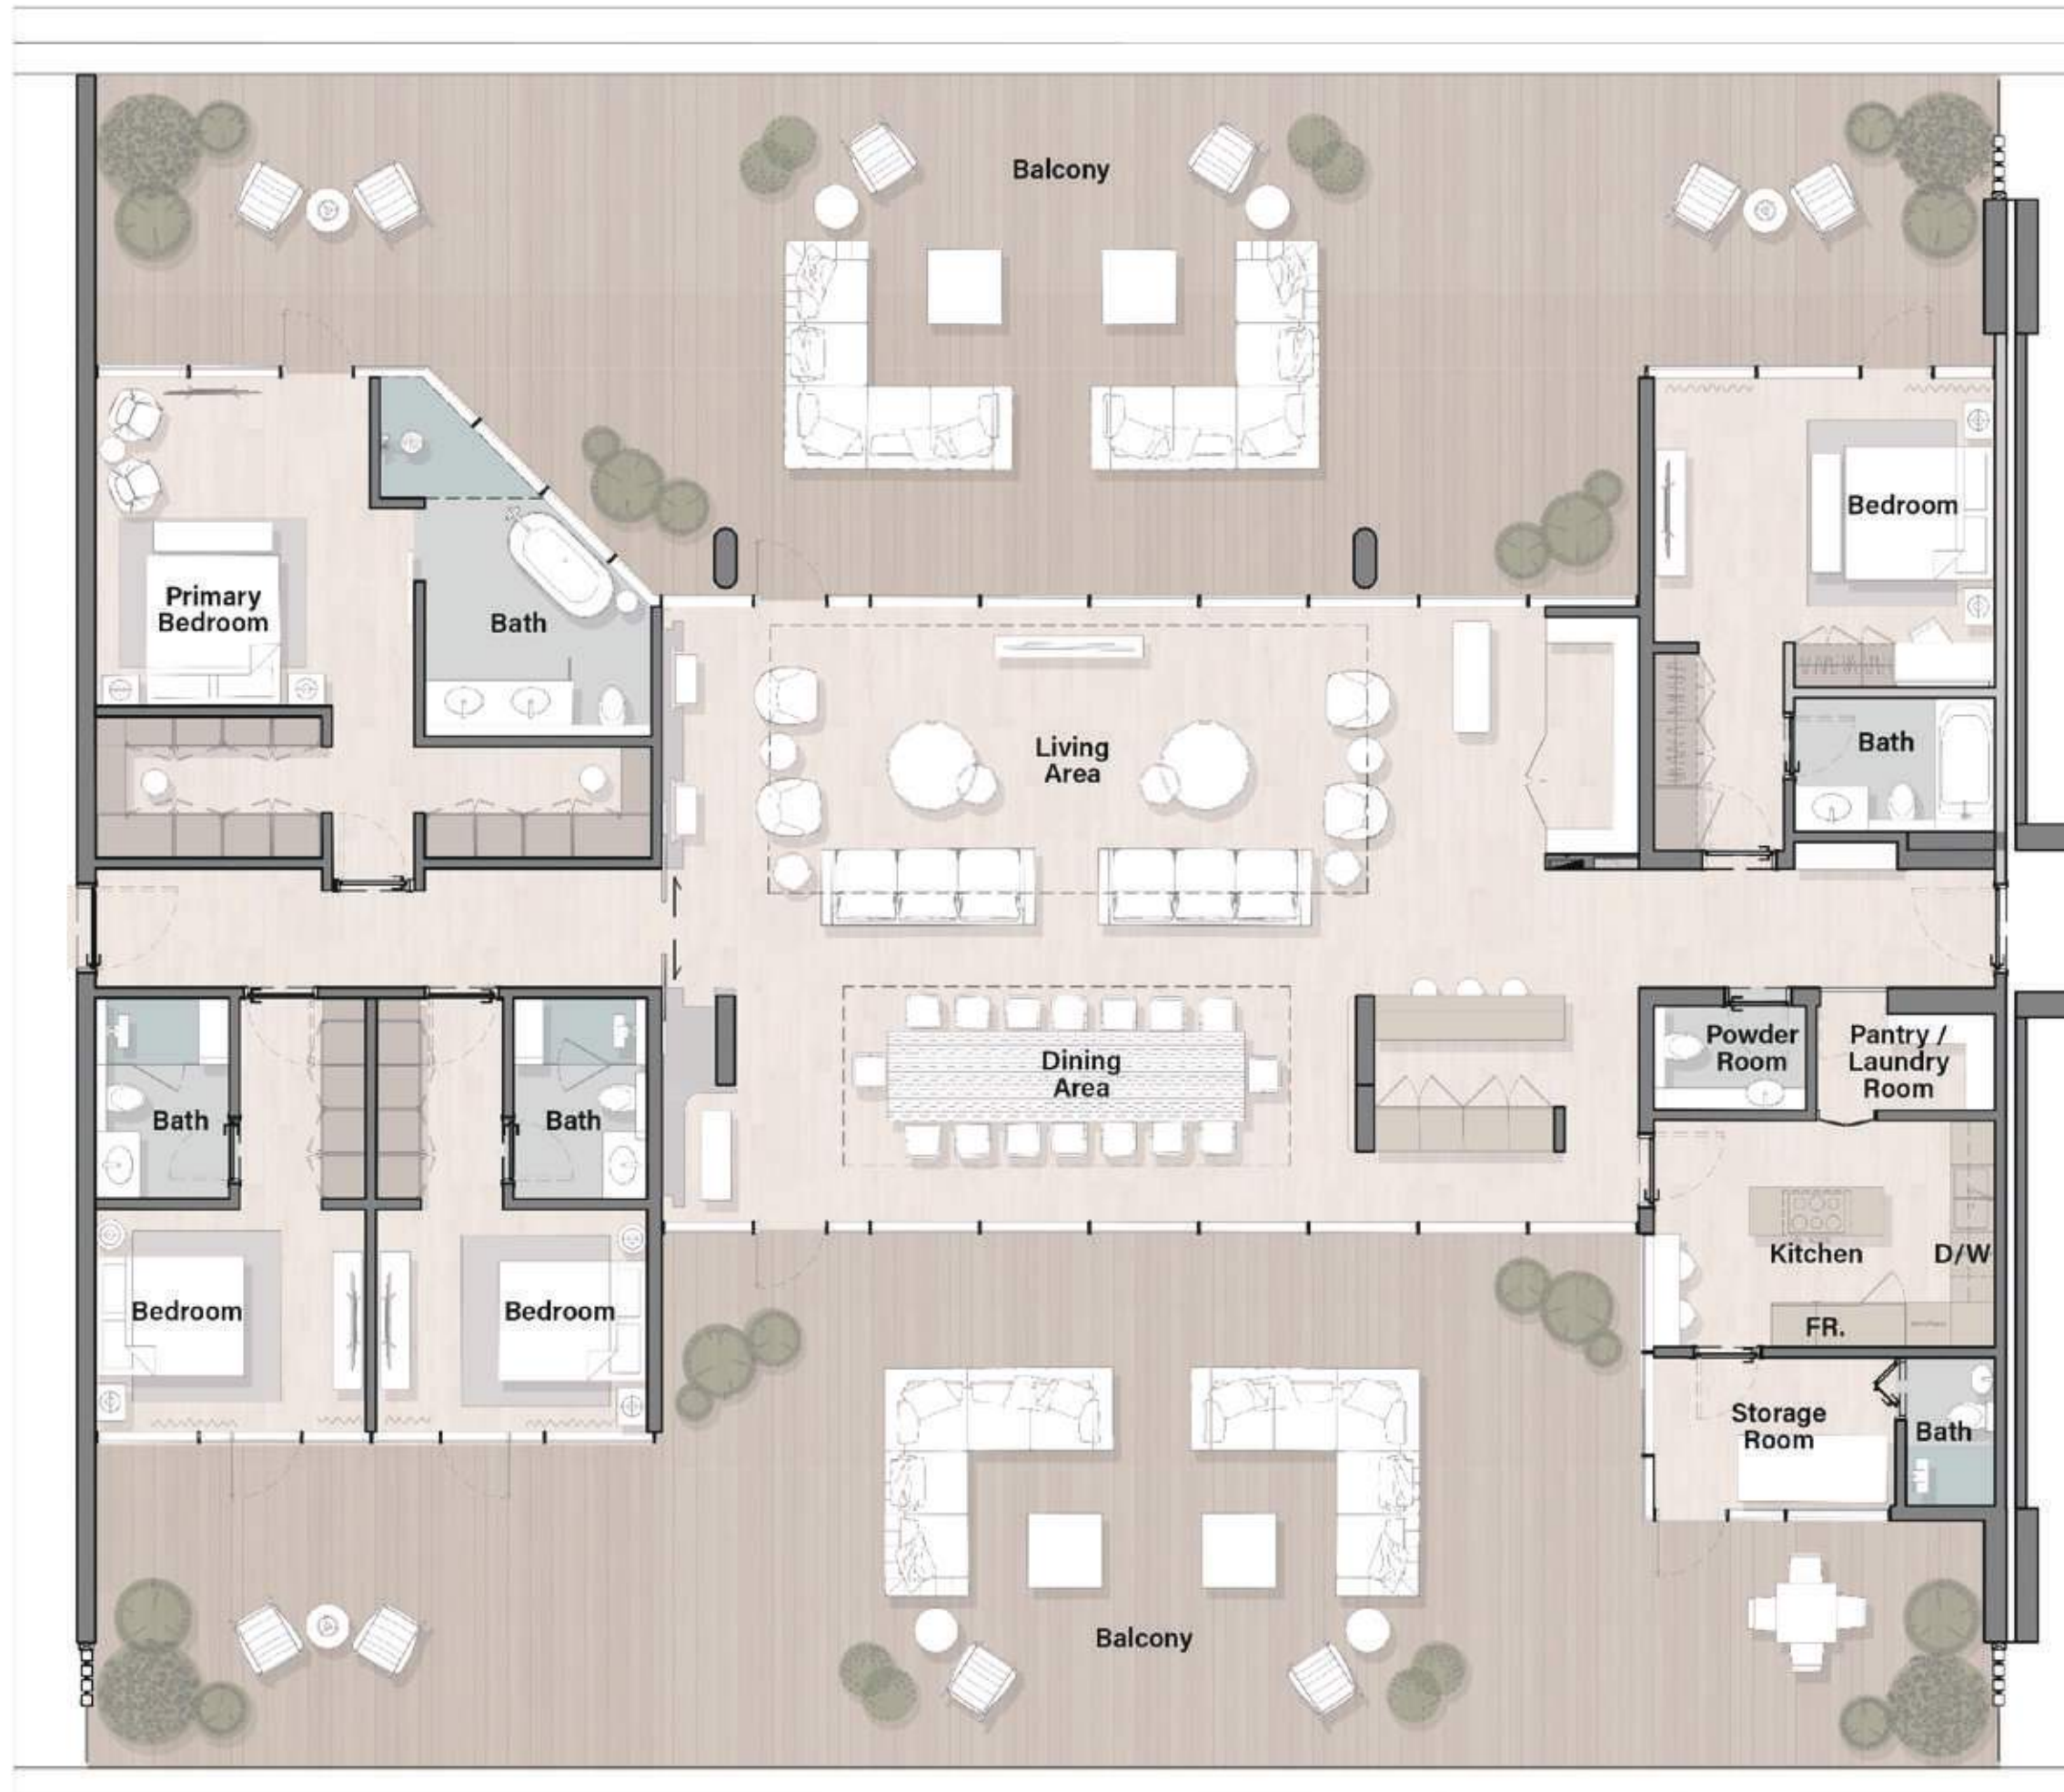 Balcony
Bedroom
Primary
Bedroom
Bath
Living
Area
Bath
Powder
Room
Pantry /
Laundry
Room
Dining
Area
Bath
Bath
Kitchen
D/W
Bedroom
Bedroom
FR.
Storage
Room
Bath
Balcony